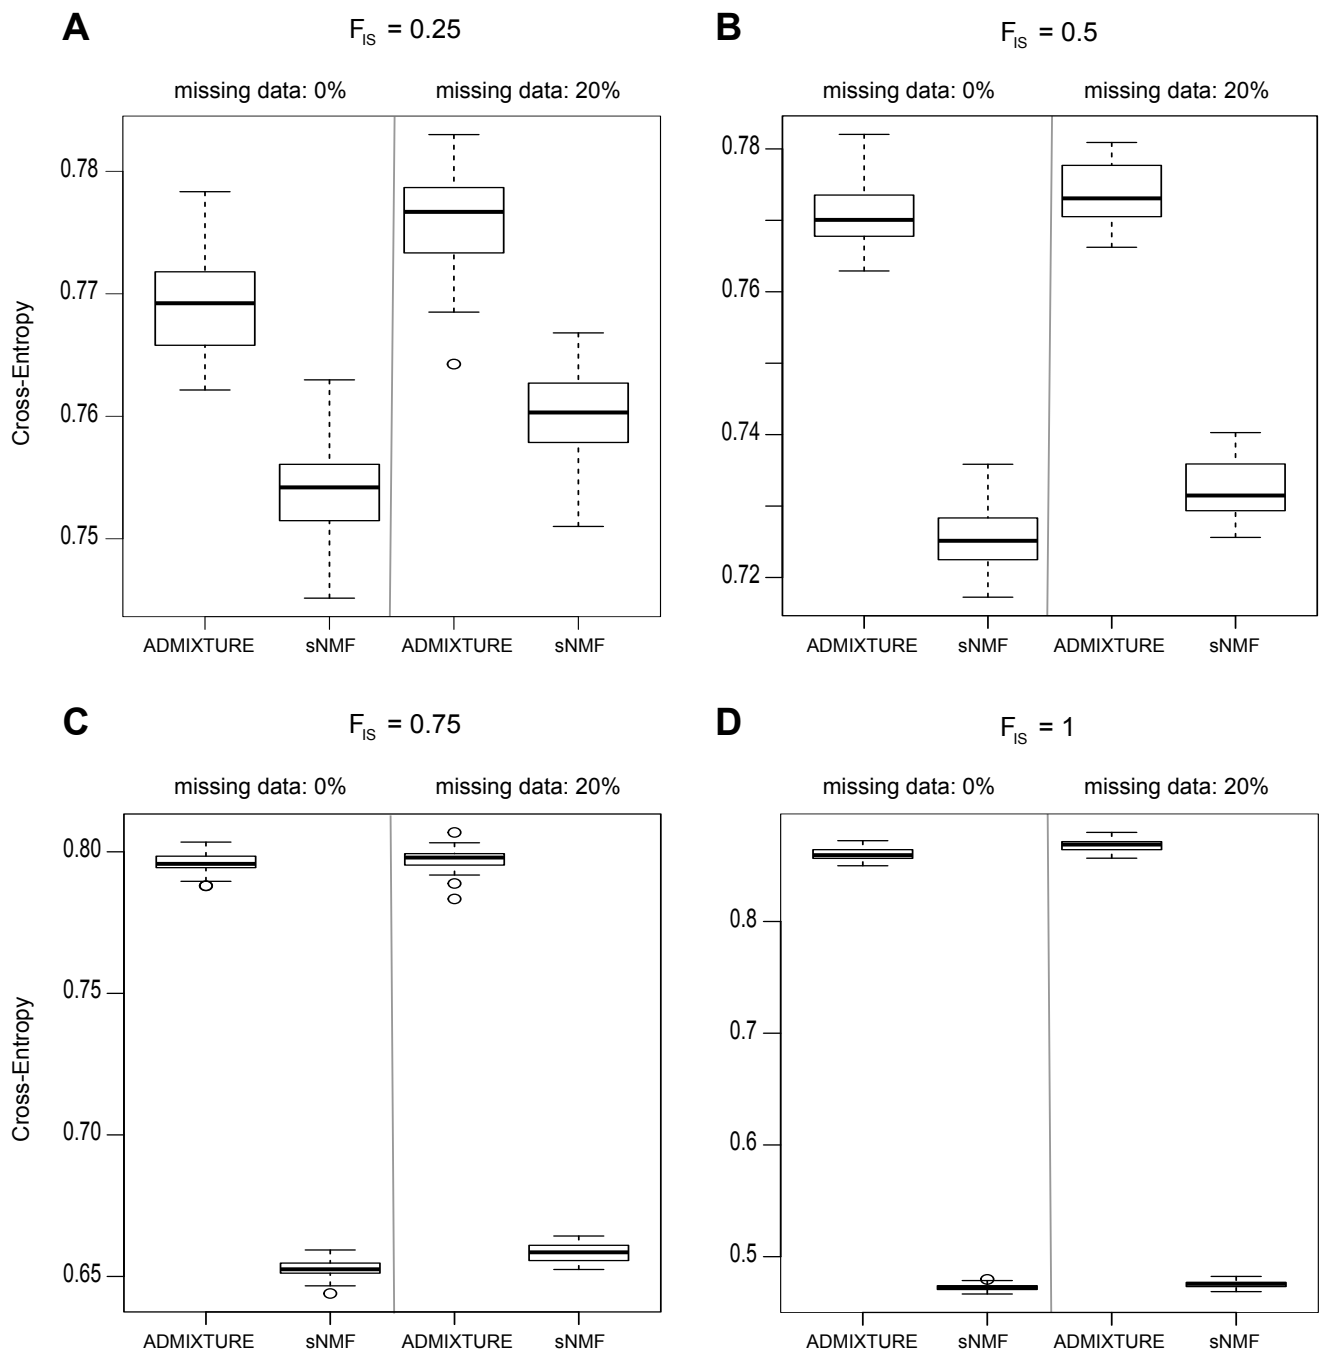 A
F_IS = 0.25
missing data: 0% missing data: 20%
0.78
0.77
0.76
0.75
Cross-Entropy
ADMIXTURE sNMF ADMIXTURE sNMF
B
F_IS = 0.5
missing data: 0% missing data: 20%
0.78
0.76
0.74
0.72
ADMIXTURE sNMF ADMIXTURE sNMF
C
F_IS = 0.75
missing data: 0% missing data: 20%
0.80
0.75
0.70
0.65
Cross-Entropy
ADMIXTURE sNMF ADMIXTURE sNMF
D
F_IS = 1
missing data: 0% missing data: 20%
0.8
0.7
0.6
0.5
ADMIXTURE sNMF ADMIXTURE sNMF